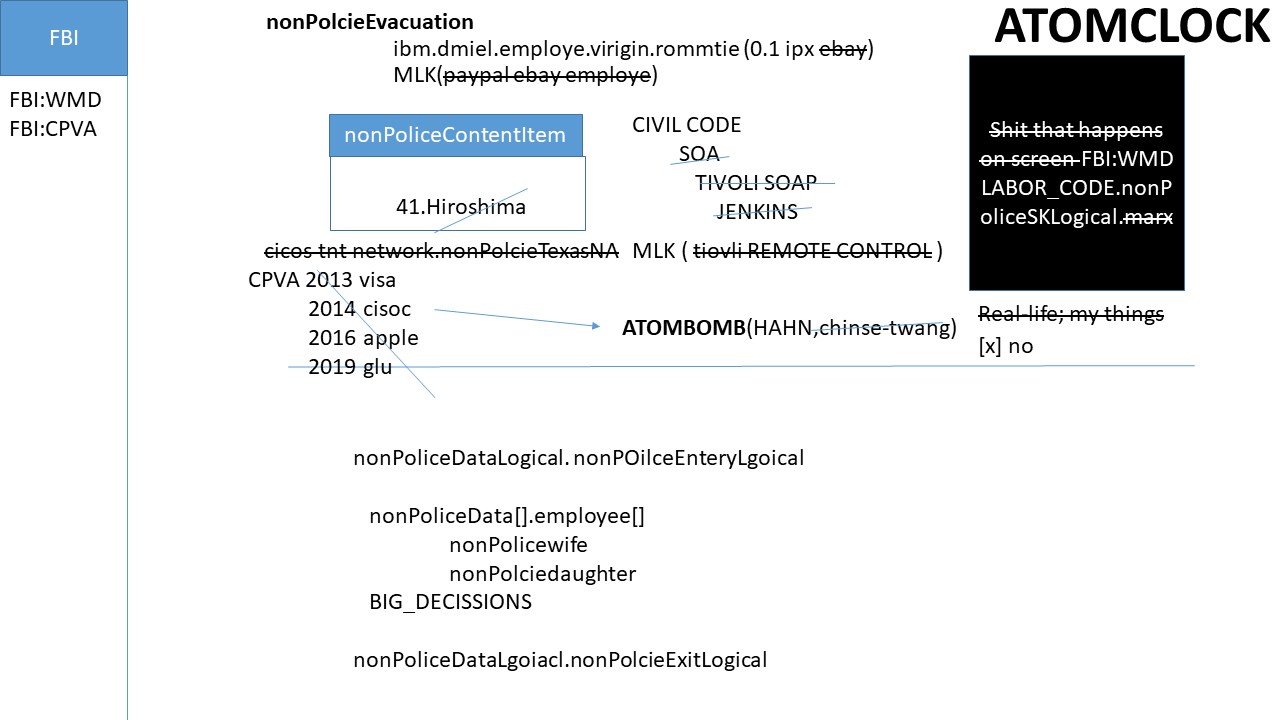 FBI
FBI:WMD
FBI:CPVA
nonPolcieEvacuation
ibm.dmiel.employe.virigin.rommtie (0.1 ipx ebay)
MLK(paypal ebay employe)
ATOMCLOCK
nonPoliceContentItem
41.Hiroshima
CIVIL CODE
SOA
TIVOLI SOAP
JENKINS
Shit that happens
on screen FBI:WMD
LABOR_CODE.nonP
oliceSKLogical.marx
cicos tnt network.nonPolcieTexasNA
MLK ( tiovli REMOTE CONTROL )
CPVA 2013 visa
2014 cisoc
2016 apple
2019 glu
ATOMBOMB(HAHN,chinse-twang)
Real-life; my things
[x] no
nonPoliceDataLogical. nonPOilceEnteryLgoical
nonPoliceData[].employee[]
nonPolicewife
nonPolciedaughter
BIG_DECISSIONS
nonPoliceDataLgoiacl.nonPolcieExitLogical